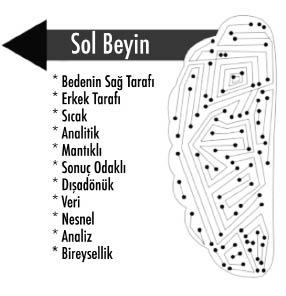 Sol Beyin
* Bedenin Sağ Tarafı
* Erkek Tarafı
* Sıcak
* Analitik
* Mantıklı
* Sonuç Odaklı
* Dışadönük
* Veri
* Nesnel
* Analiz
* Bireysellik